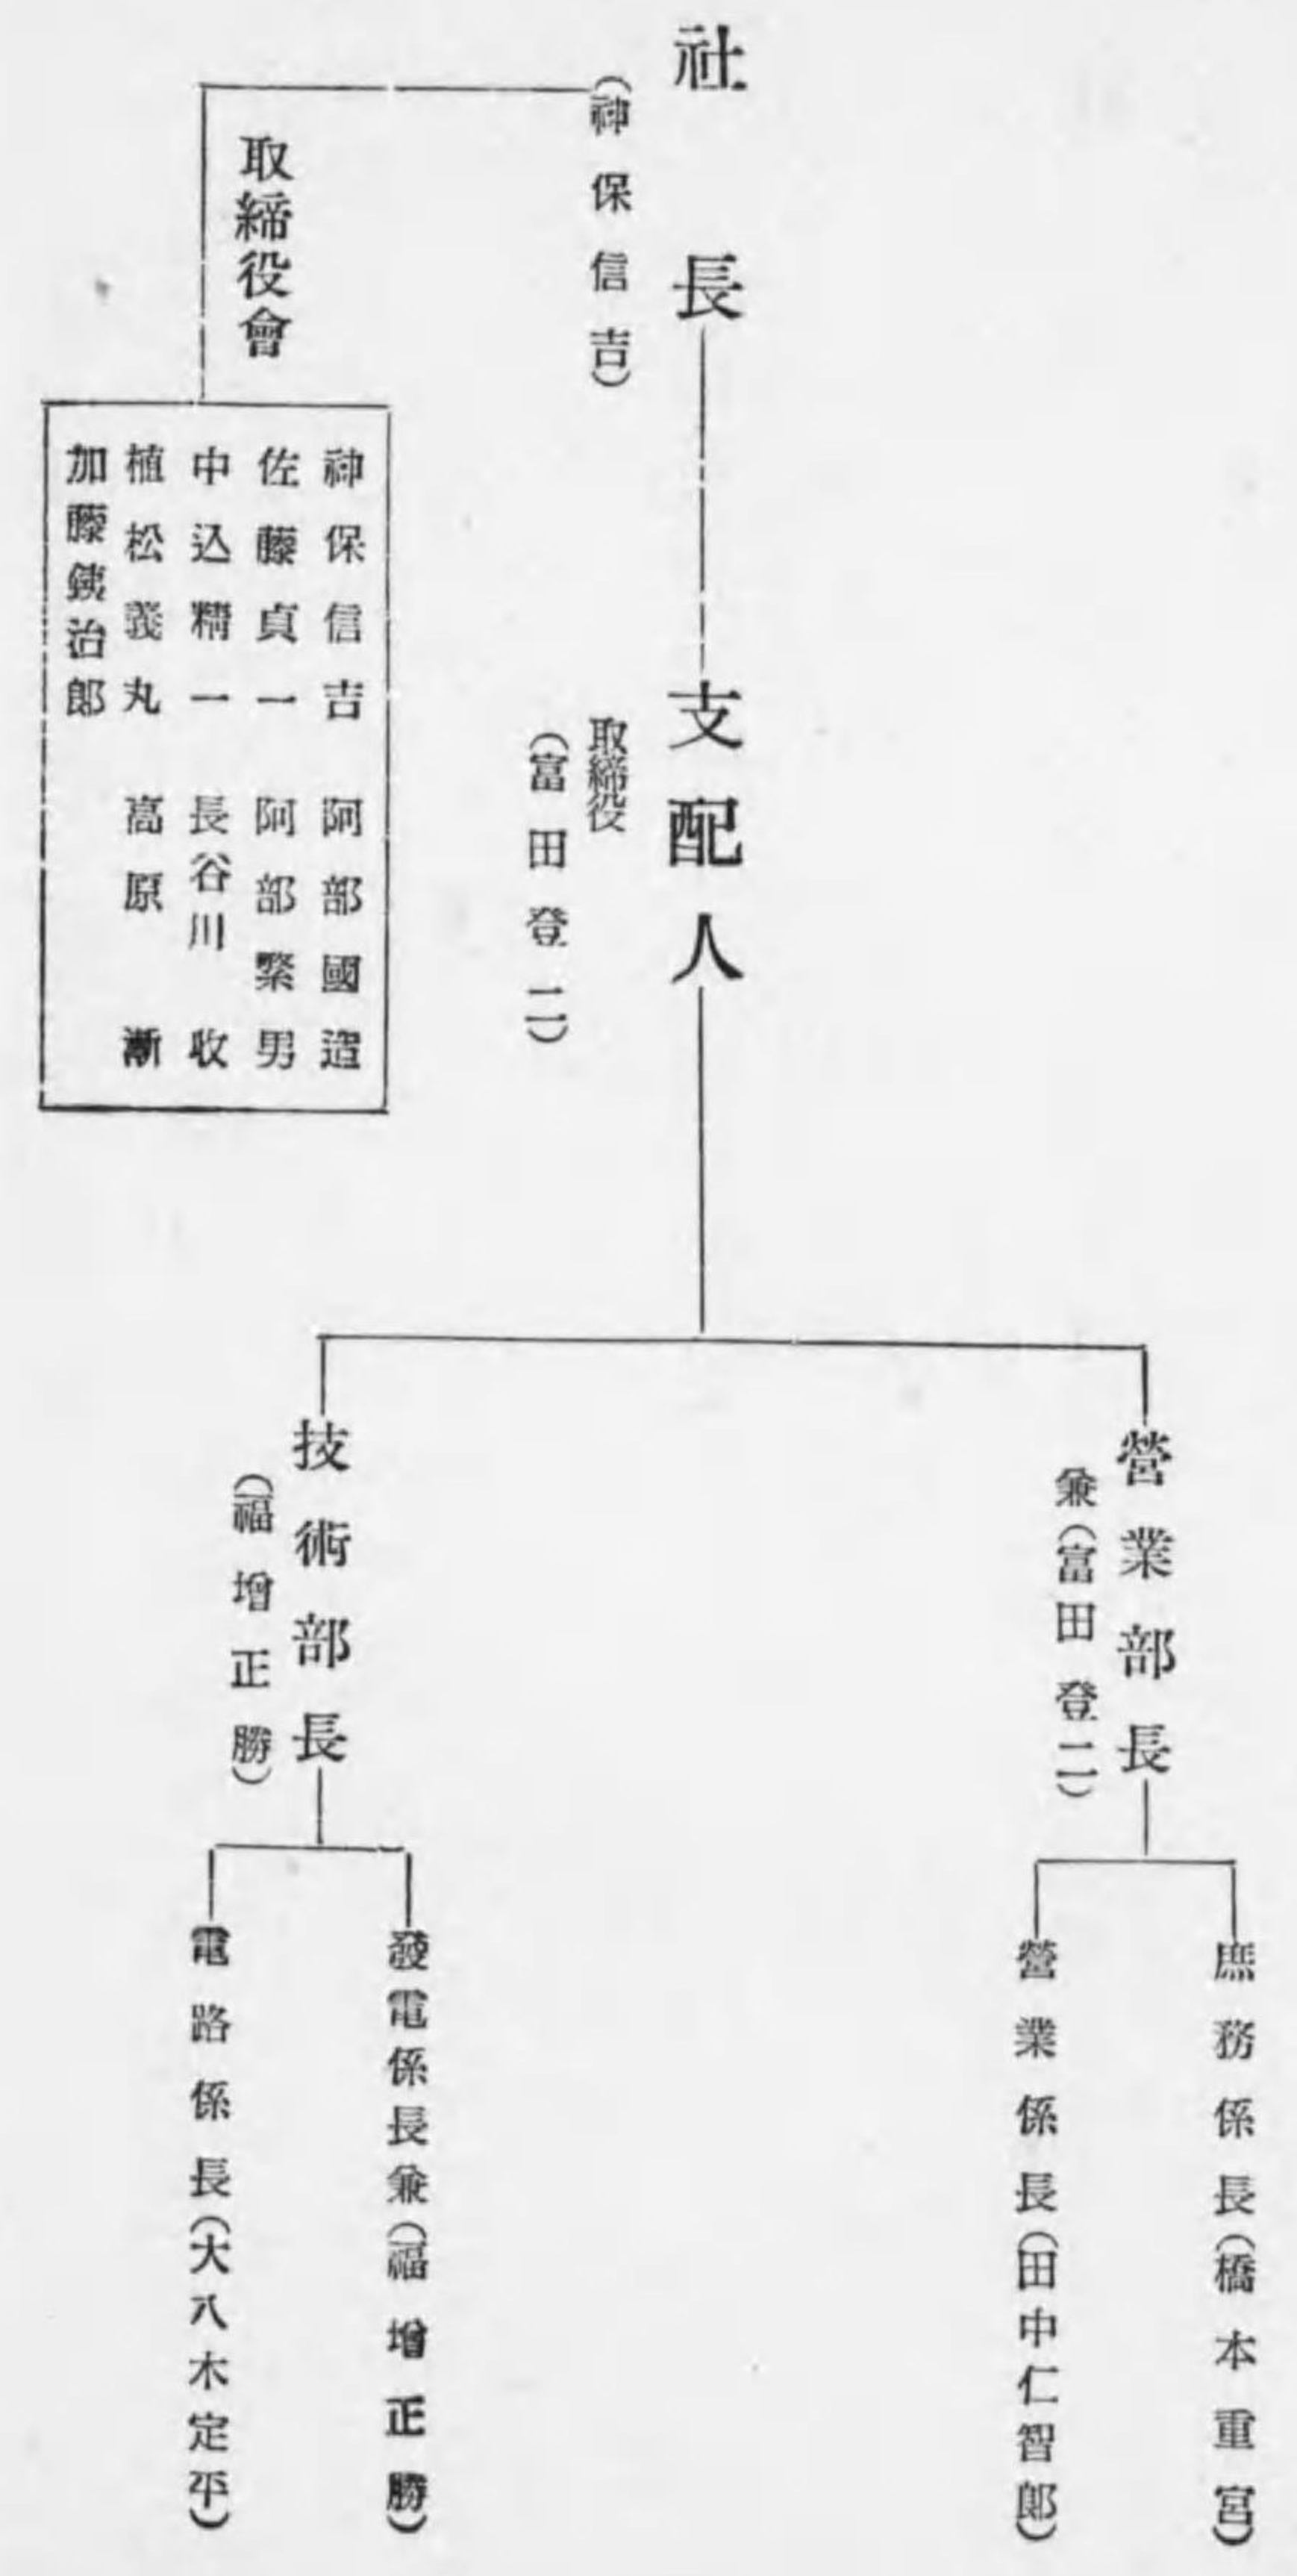 社長
(神保信吉)
支配人
取締役
(富田登二)
取締役會
神保信吉 阿部國造
佐藤貞一 阿部繁男
中込精一 長谷川収
植松義丸 高原漸
加藤銕治郎
營業部長
兼(富田登二)
庶務係長(橋本重宮)
營業係長(田中仁智郎)
技術部長
(福增正勝)
發電係長兼(福增正勝)
電路係長(大八木定平)